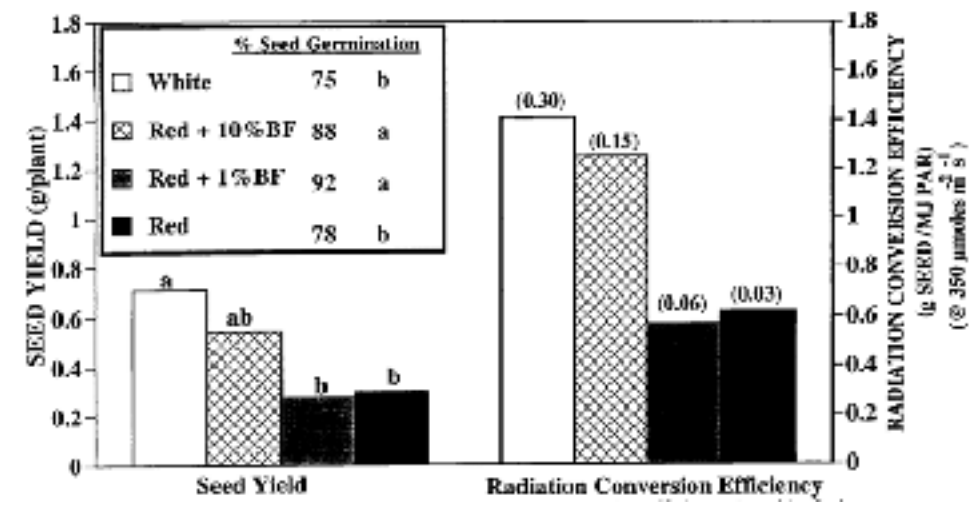 % Seed Germination
White 75 b
Red + 10%BF 88 a
Red + 1%BF 92 a
Red 78 b
SEED YIELD (g/plant)
1.8
1.6
1.4
1.2
1
0.8
0.6
0.4
0.2
0
a
ab
b
b
Seed Yield
(0.30)
(0.15)
(0.06)
(0.03)
Radiation Conversion Efficiency
1.8
1.6
1.4
1.2
1
0.8
0.6
0.4
0.2
0
RADIATION CONVERSION EFFICIENCY
(g SEED/MJ PAR)
(@ 350 µmoles m⁻² s⁻¹)